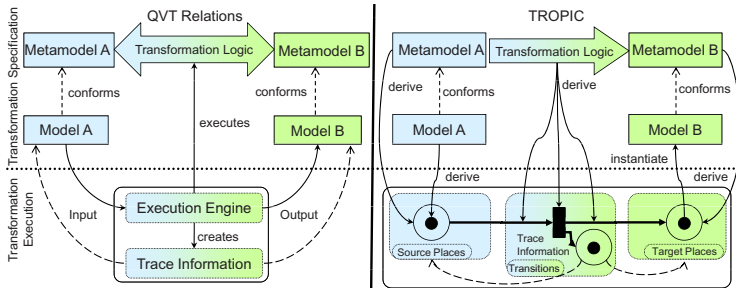 QVT Relations
TROPIC
Transformation Specification
Metamodel A
Transformation Logic
Metamodel B
Metamodel A
Transformation Logic
Metamodel B
conforms
conforms
derive
conforms
derive
conforms
executes
Model A
Model B
Model A
Model B
instantiate
derive
derive
Transformation Execution
Input
Execution Engine
Output
creates
Trace Information
Source Places
Trace Information
Transitions
Target Places